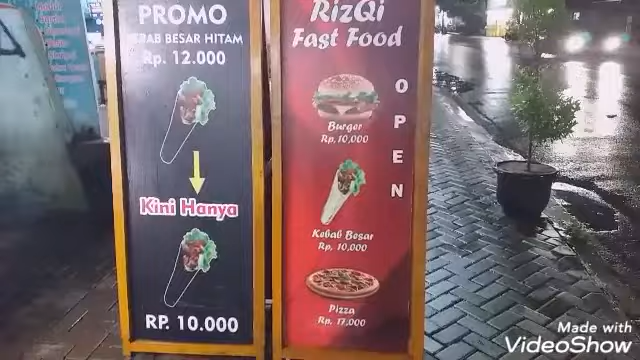 PROMO
KEBAB BESAR HITAM
Rp. 12.000
Kini Hanya
RP. 10.000
RizQi
Fast Food
OPEN
Burger
Rp. 10,000
Kebab Besar
Rp. 10,000
Pizza
Rp. 17,000
Made with
VideoShow